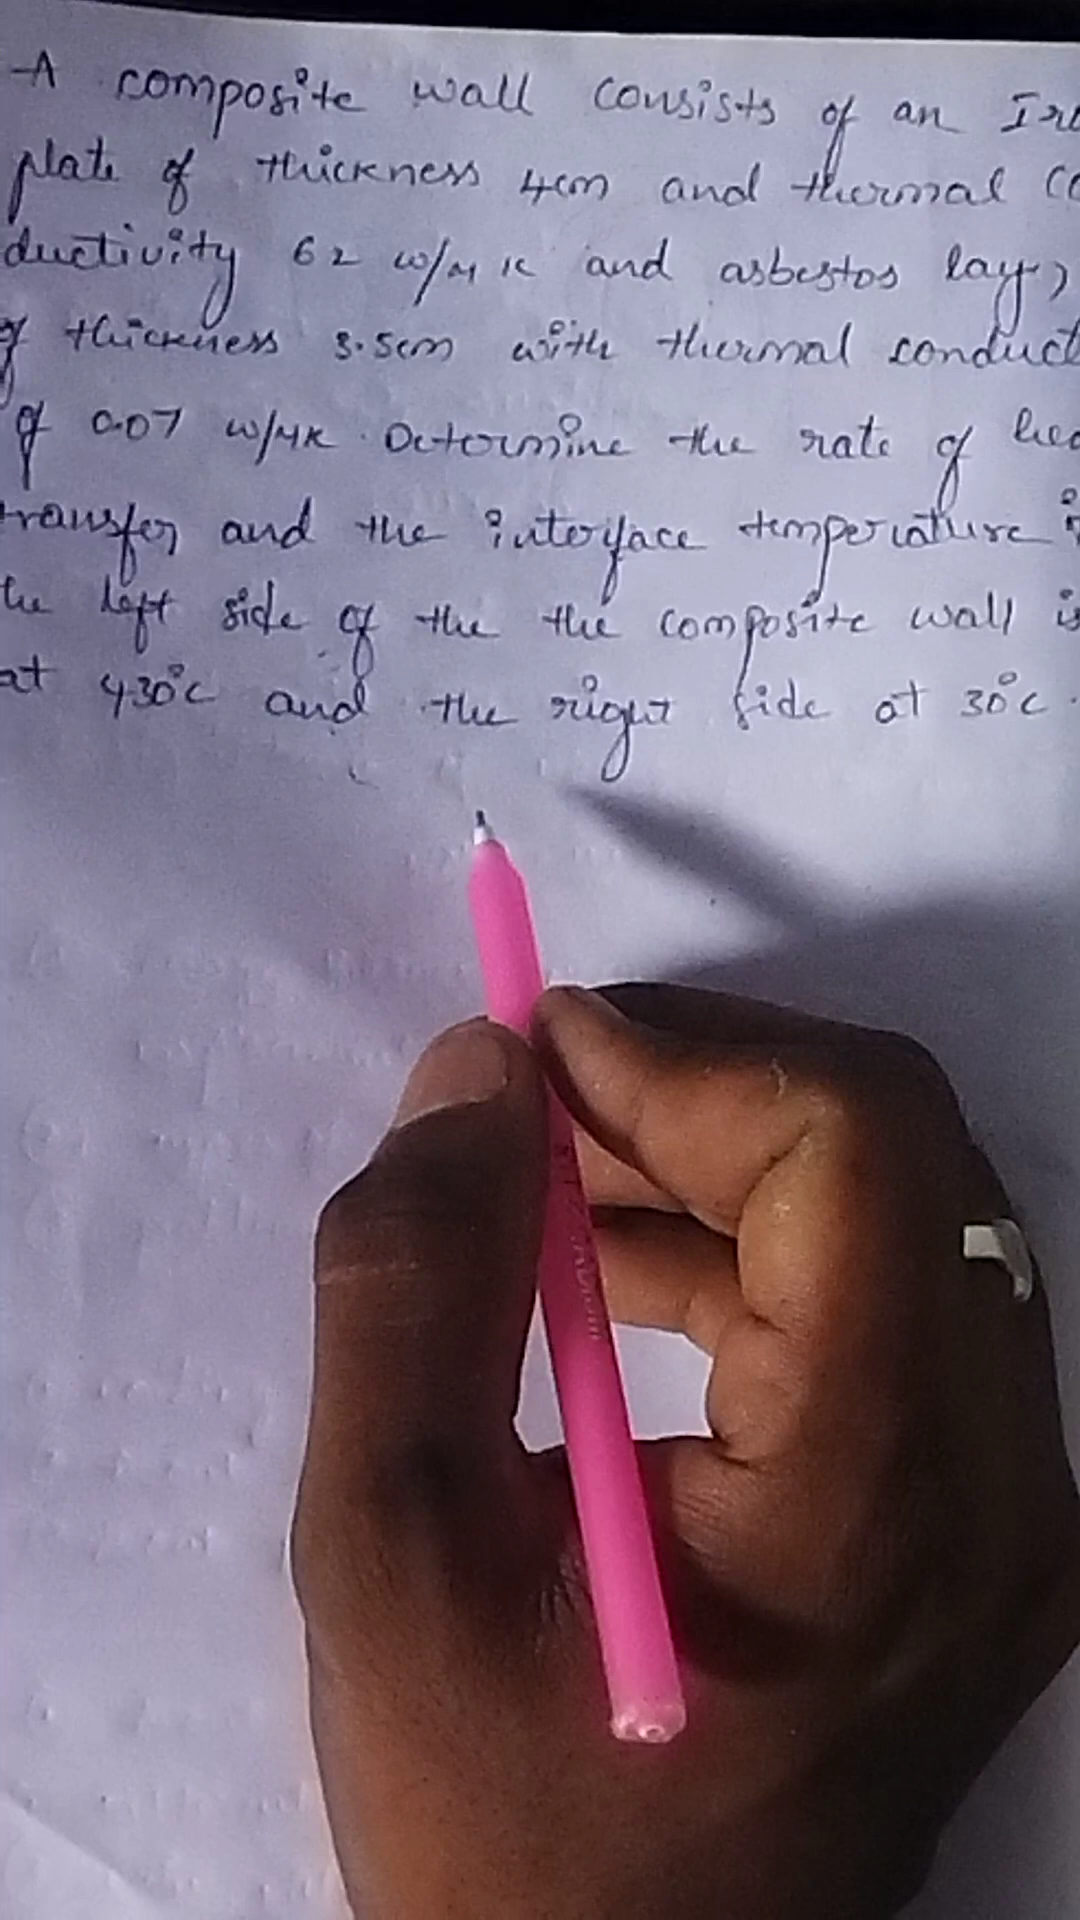 A composite wall consists of an Iro
plate of thickness 4cm and thermal co
ductivity 62 w/mk and asbestos layer
of thickness 3.5cm with thermal conduct
of 0.07 w/mk. Determine the rate of hea
transfer and the interface temperature i
the left side of the the composite wall is
at 430°C and the right side at 30°C.